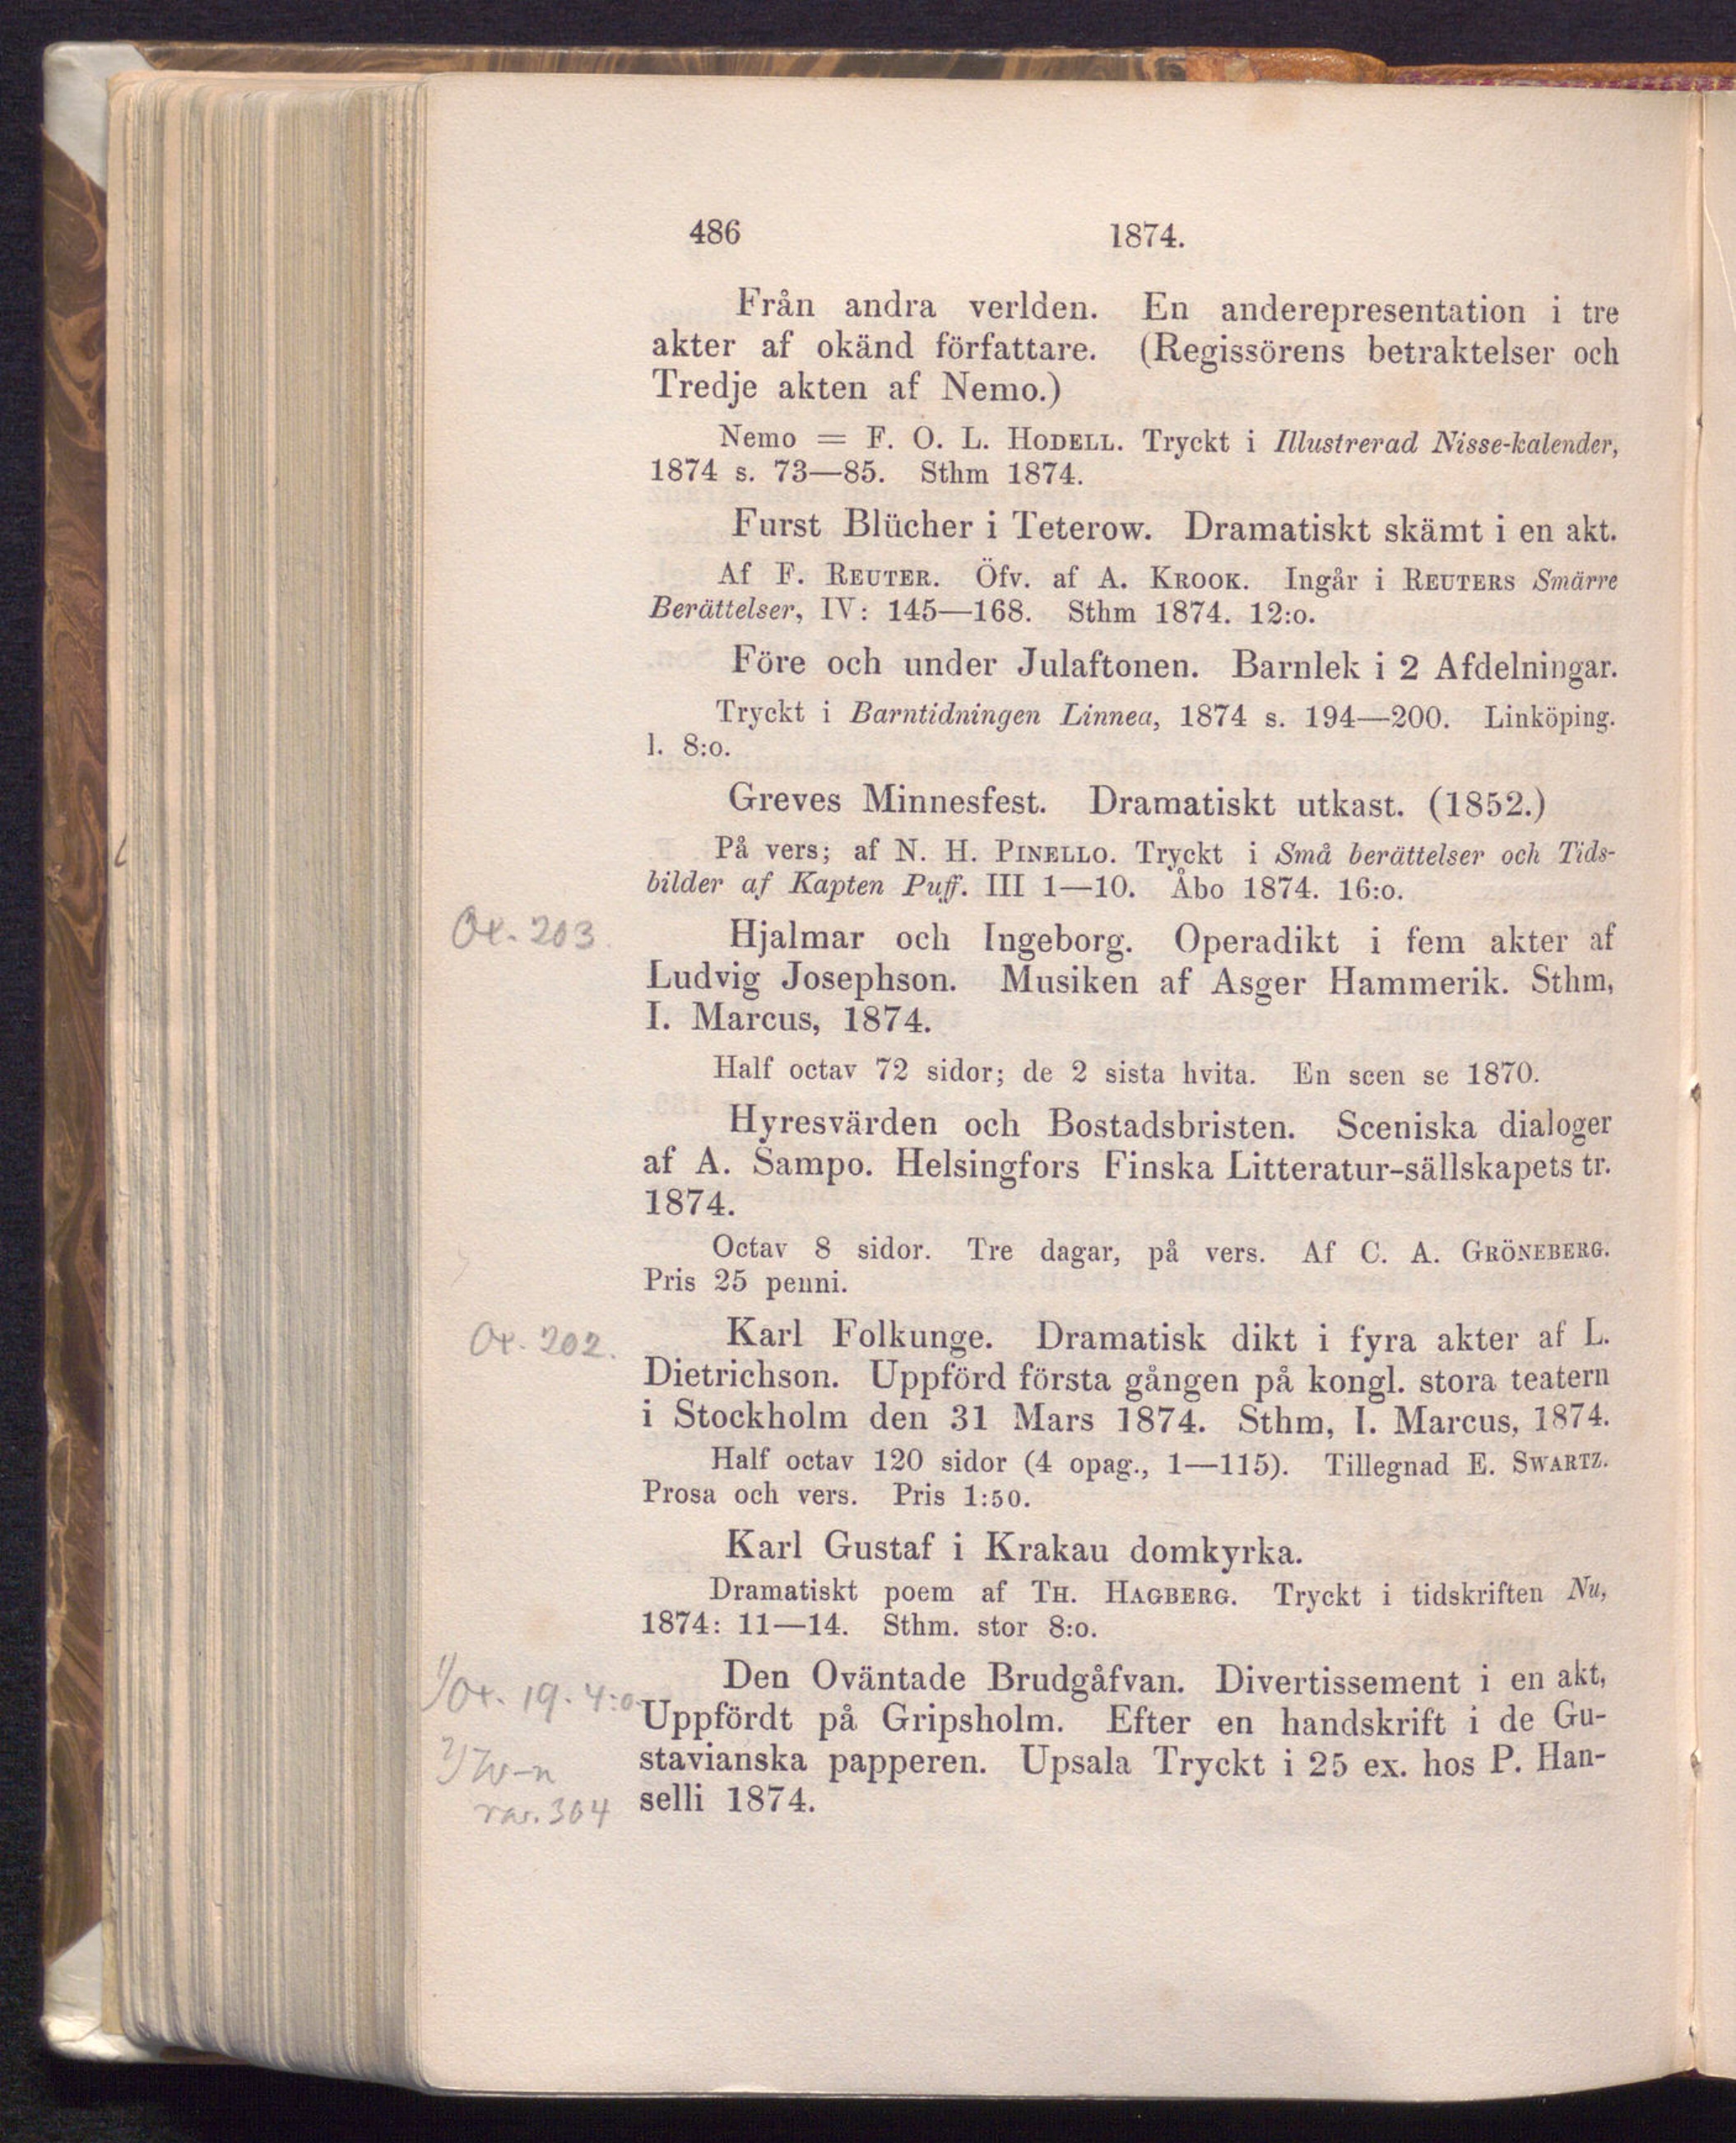 486 1874.
Från andra verlden. En anderepresentation i tre
akter af okänd författare. (Regissörens betraktelser och
Tredje akten af Nemo.)
Nemo = F. O. L. HODELL. Tryckt i Illustrerad Nisse-kalender,
1874 s. 73—85. Sthm 1874.
Furst Blücher i Teterow. Dramatiskt skämt i en akt.
Af F. REUTER. Öfv. af A. KROOK. Ingår i REUTERS Smärre
Berättelser, IV: 145—168. Sthm 1874. 12:o.
Före och under Julaftonen. Barnlek i 2 Afdelningar.
Tryckt i Barntidningen Linnea, 1874 s. 194—200. Linköping.
l. 8:o.
Greves Minnesfest. Dramatiskt utkast. (1852.)
På vers; af N. H. PINELLO. Tryckt i Små berättelser och Tids-
bilder af Kapten Puff. III 1—10. Åbo 1874. 16:o.
Ox. 203.
Hjalmar och Ingeborg. Operadikt i fem akter af
Ludvig Josephson. Musiken af Asger Hammerik. Sthm,
I. Marcus, 1874.
Half octav 72 sidor; de 2 sista hvita. En scen se 1870.
Hyresvärden och Bostadsbristen. Sceniska dialoger
af A. Sampo. Helsingfors Finska Litteratur-sällskapets tr.
1874.
Octav 8 sidor. Tre dagar, på vers. Af C. A. GRÖNEBERG.
Pris 25 penni.
Ox. 202.
Karl Folkunge. Dramatisk dikt i fyra akter af L.
Dietrichson. Uppförd första gången på kongl. stora teatern
i Stockholm den 31 Mars 1874. Sthm, I. Marcus, 1874.
Half octav 120 sidor (4 opag., 1—115). Tillegnad E. SWARTZ.
Prosa och vers. Pris 1:50.
Karl Gustaf i Krakau domkyrka.
Dramatiskt poem af TH. HAGBERG. Tryckt i tidskriften Nu,
1874: 11—14. Sthm. stor 8:o.
1/Ox. 19. 4:o.
Den Oväntade Brudgåfvan. Divertissement i en akt,
Uppfördt på Gripsholm. Efter en handskrift i de Gu-
stavianska papperen. Upsala Tryckt i 25 ex. hos P. Han-
selli 1874.
rar. 304